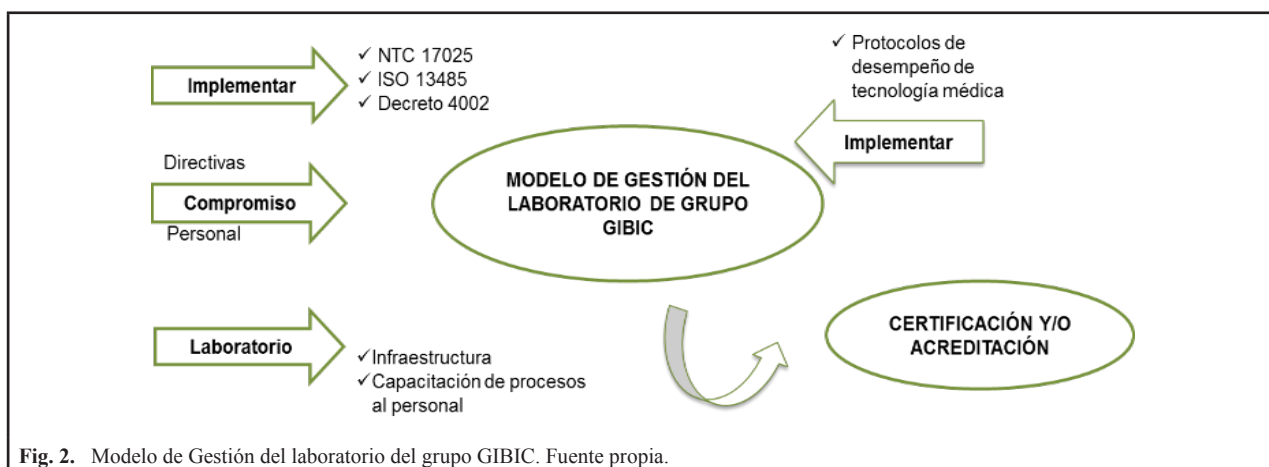 Implementar
✓ NTC 17025
✓ ISO 13485
✓ Decreto 4002
✓ Protocolos de
desempeño de
tecnología médica
Implementar
Directivas
Compromiso
Personal
MODELO DE GESTIÓN DEL
LABORATORIO DE GRUPO
GIBIC
Laboratorio
✓Infraestructura
✓Capacitación de procesos
al personal
CERTIFICACIÓN Y/O
ACREDITACIÓN
Fig. 2. Modelo de Gestión del laboratorio del grupo GIBIC. Fuente propia.